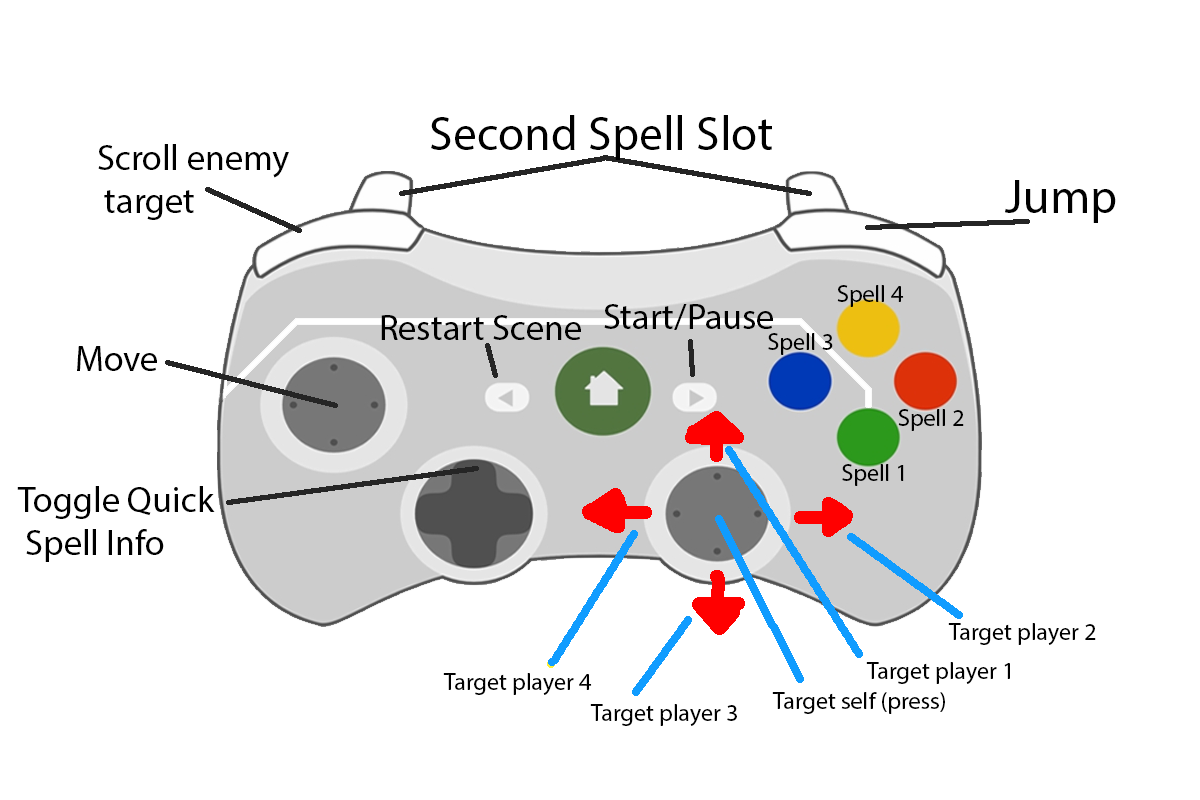 Second Spell Slot
Scroll enemy
target
Jump
Spell 4
Restart Scene
Start/Pause
Spell 3
Move
Spell 2
Spell 1
Toggle Quick
Spell Info
Target player 2
Target player 1
Target player 4
Target self (press)
Target player 3